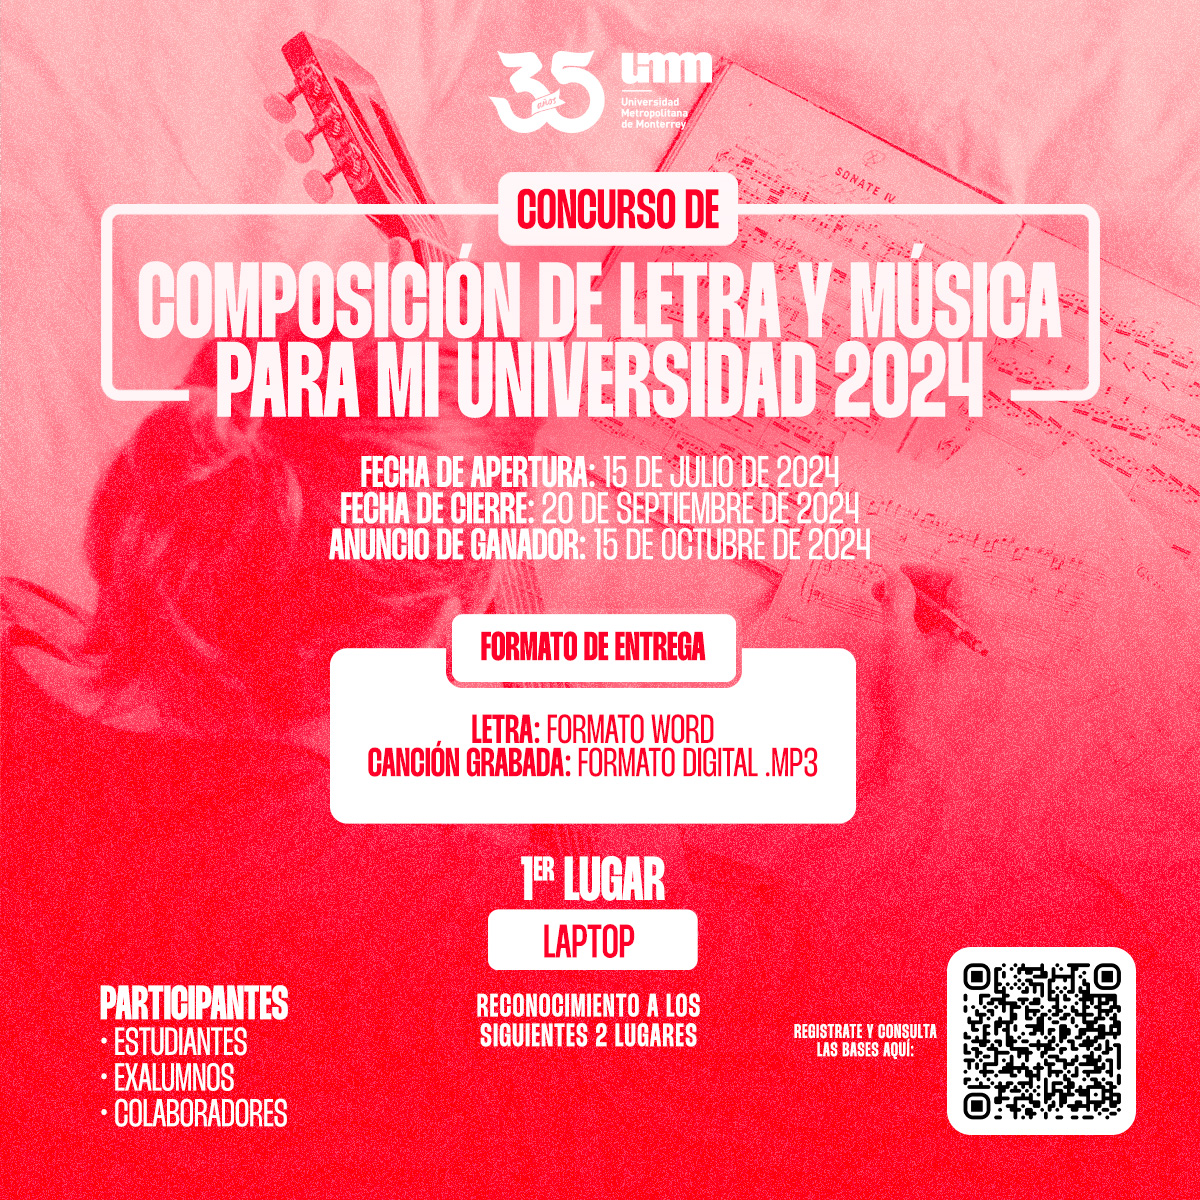 35
años
umm
Universidad
Metropolitana
de Monterrey
SONATE IV
CONCURSO DE
COMPOSICIÓN DE LETRA Y MÚSICA
PARA MI UNIVERSIDAD 2024
FECHA DE APERTURA: 15 DE JULIO DE 2024
FECHA DE CIERRE: 20 DE SEPTIEMBRE DE 2024
ANUNCIO DE GANADOR: 15 DE OCTUBRE DE 2024
FORMATO DE ENTREGA
LETRA: FORMATO WORD
CANCIÓN GRABADA: FORMATO DIGITAL .MP3
1ER LUGAR
LAPTOP
RECONOCIMIENTO A LOS
SIGUIENTES 2 LUGARES
PARTICIPANTES
• ESTUDIANTES
• EXALUMNOS
• COLABORADORES
REGISTRATE Y CONSULTA
LAS BASES AQUÍ: